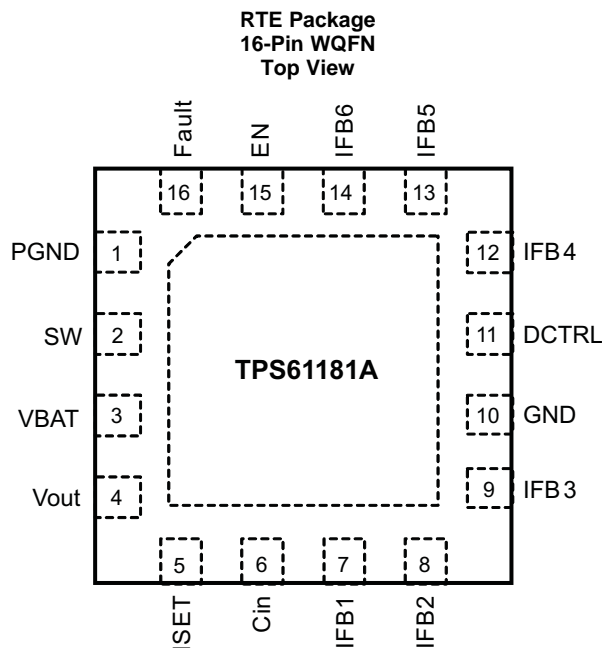 RTE Package
16-Pin WQFN
Top View
Fault
EN
IFB6
IFB5
16
15
14
13
PGND 1
12 IFB4
SW 2
11 DCTRL
TPS61181A
VBAT 3
10 GND
Vout 4
9 IFB3
5
6
7
8
ISET
Cin
IFB1
IFB2